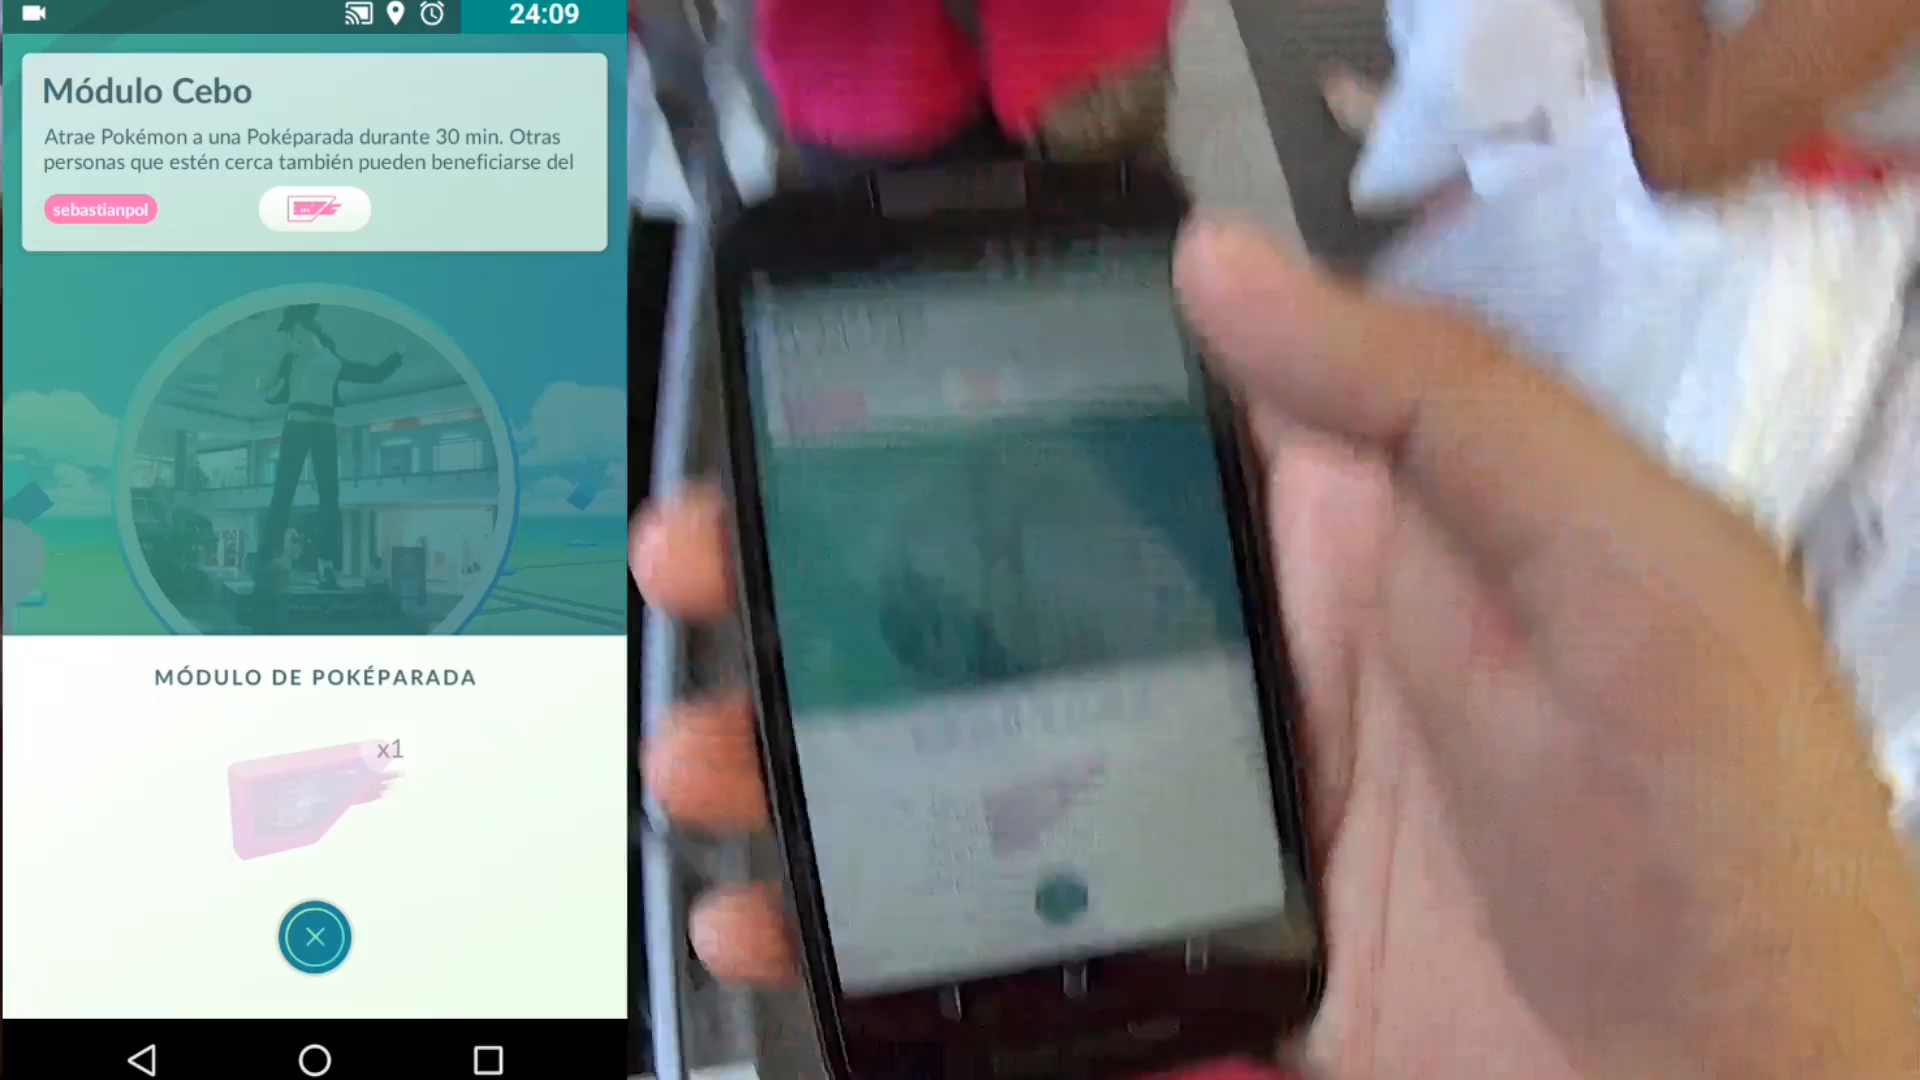 24:09
Módulo Cebo
Atrae Pokémon a una Poképarada durante 30 min. Otras
personas que estén cerca también pueden beneficiarse del
sebastianpol
MÓDULO DE POKÉPARADA
x1